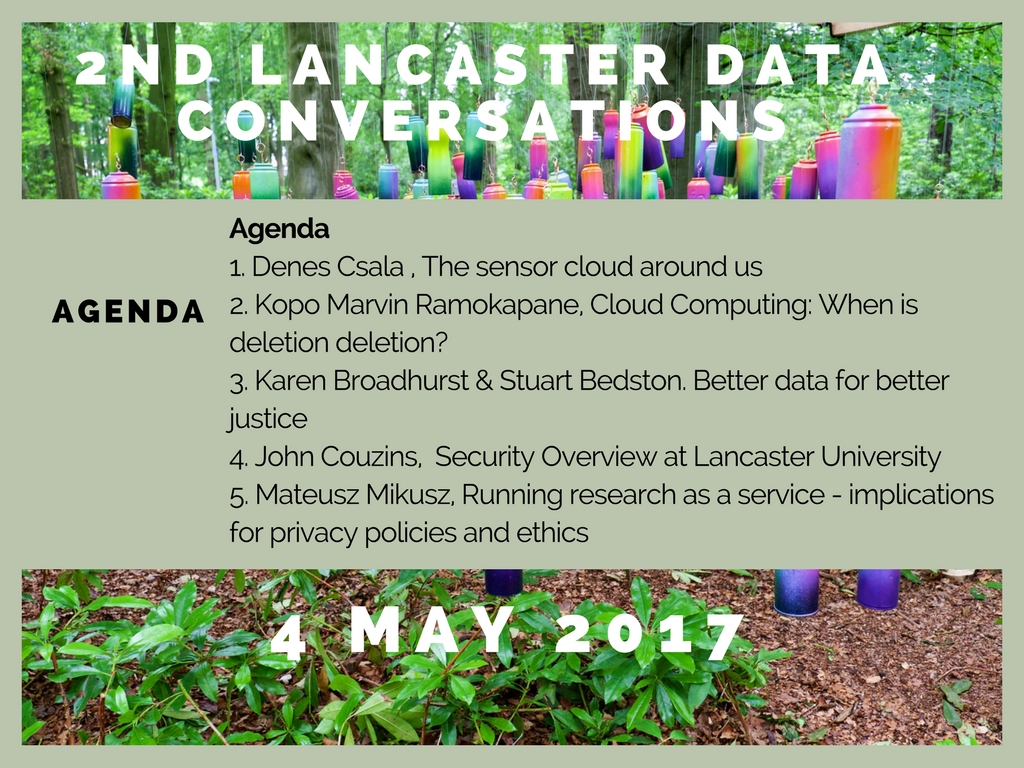 2ND LANCASTER DATA
CONVERSATIONS
AGENDA
Agenda
1. Denes Csala , The sensor cloud around us
2. Kopo Marvin Ramokapane, Cloud Computing: When is
deletion deletion?
3. Karen Broadhurst & Stuart Bedston. Better data for better
justice
4. John Couzins,  Security Overview at Lancaster University
5. Mateusz Mikusz, Running research as a service - implications
for privacy policies and ethics
4 MAY 2017